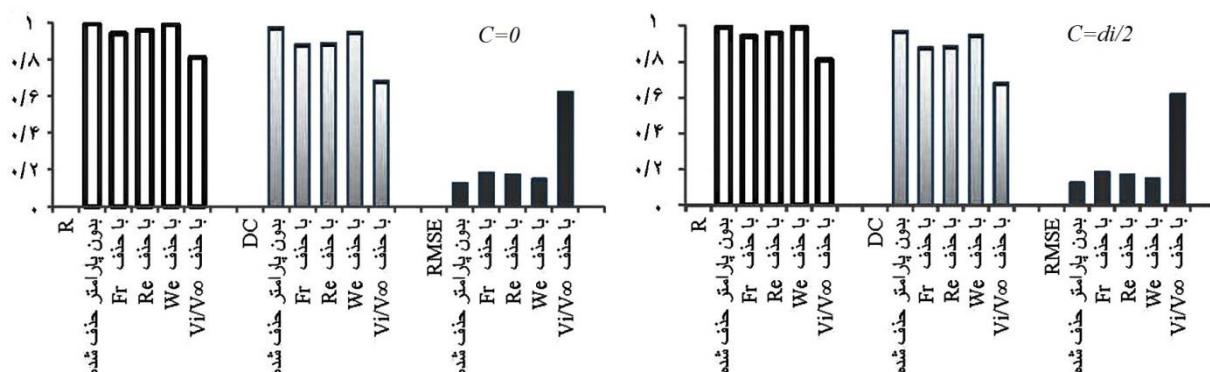 C=0
۱
۰/۸
۰/۶
۰/۴
۰/۲
۰
R
بدون پارامتر حذف شده
با حذف Fr
با حذف Re
با حذف We
با حذف Vi/V∞
DC
بدون پارامتر حذف شده
با حذف Fr
با حذف Re
با حذف We
با حذف Vi/V∞
RMSE
بدون پارامتر حذف شده
با حذف Fr
با حذف Re
با حذف We
با حذف Vi/V∞
C=di/2
۱
۰/۸
۰/۶
۰/۴
۰/۲
۰
R
بدون پارامتر حذف شده
با حذف Fr
با حذف Re
با حذف We
با حذف Vi/V∞
DC
بدون پارامتر حذف شده
با حذف Fr
با حذف Re
با حذف We
با حذف Vi/V∞
RMSE
بدون پارامتر حذف شده
با حذف Fr
با حذف Re
با حذف We
با حذف Vi/V∞